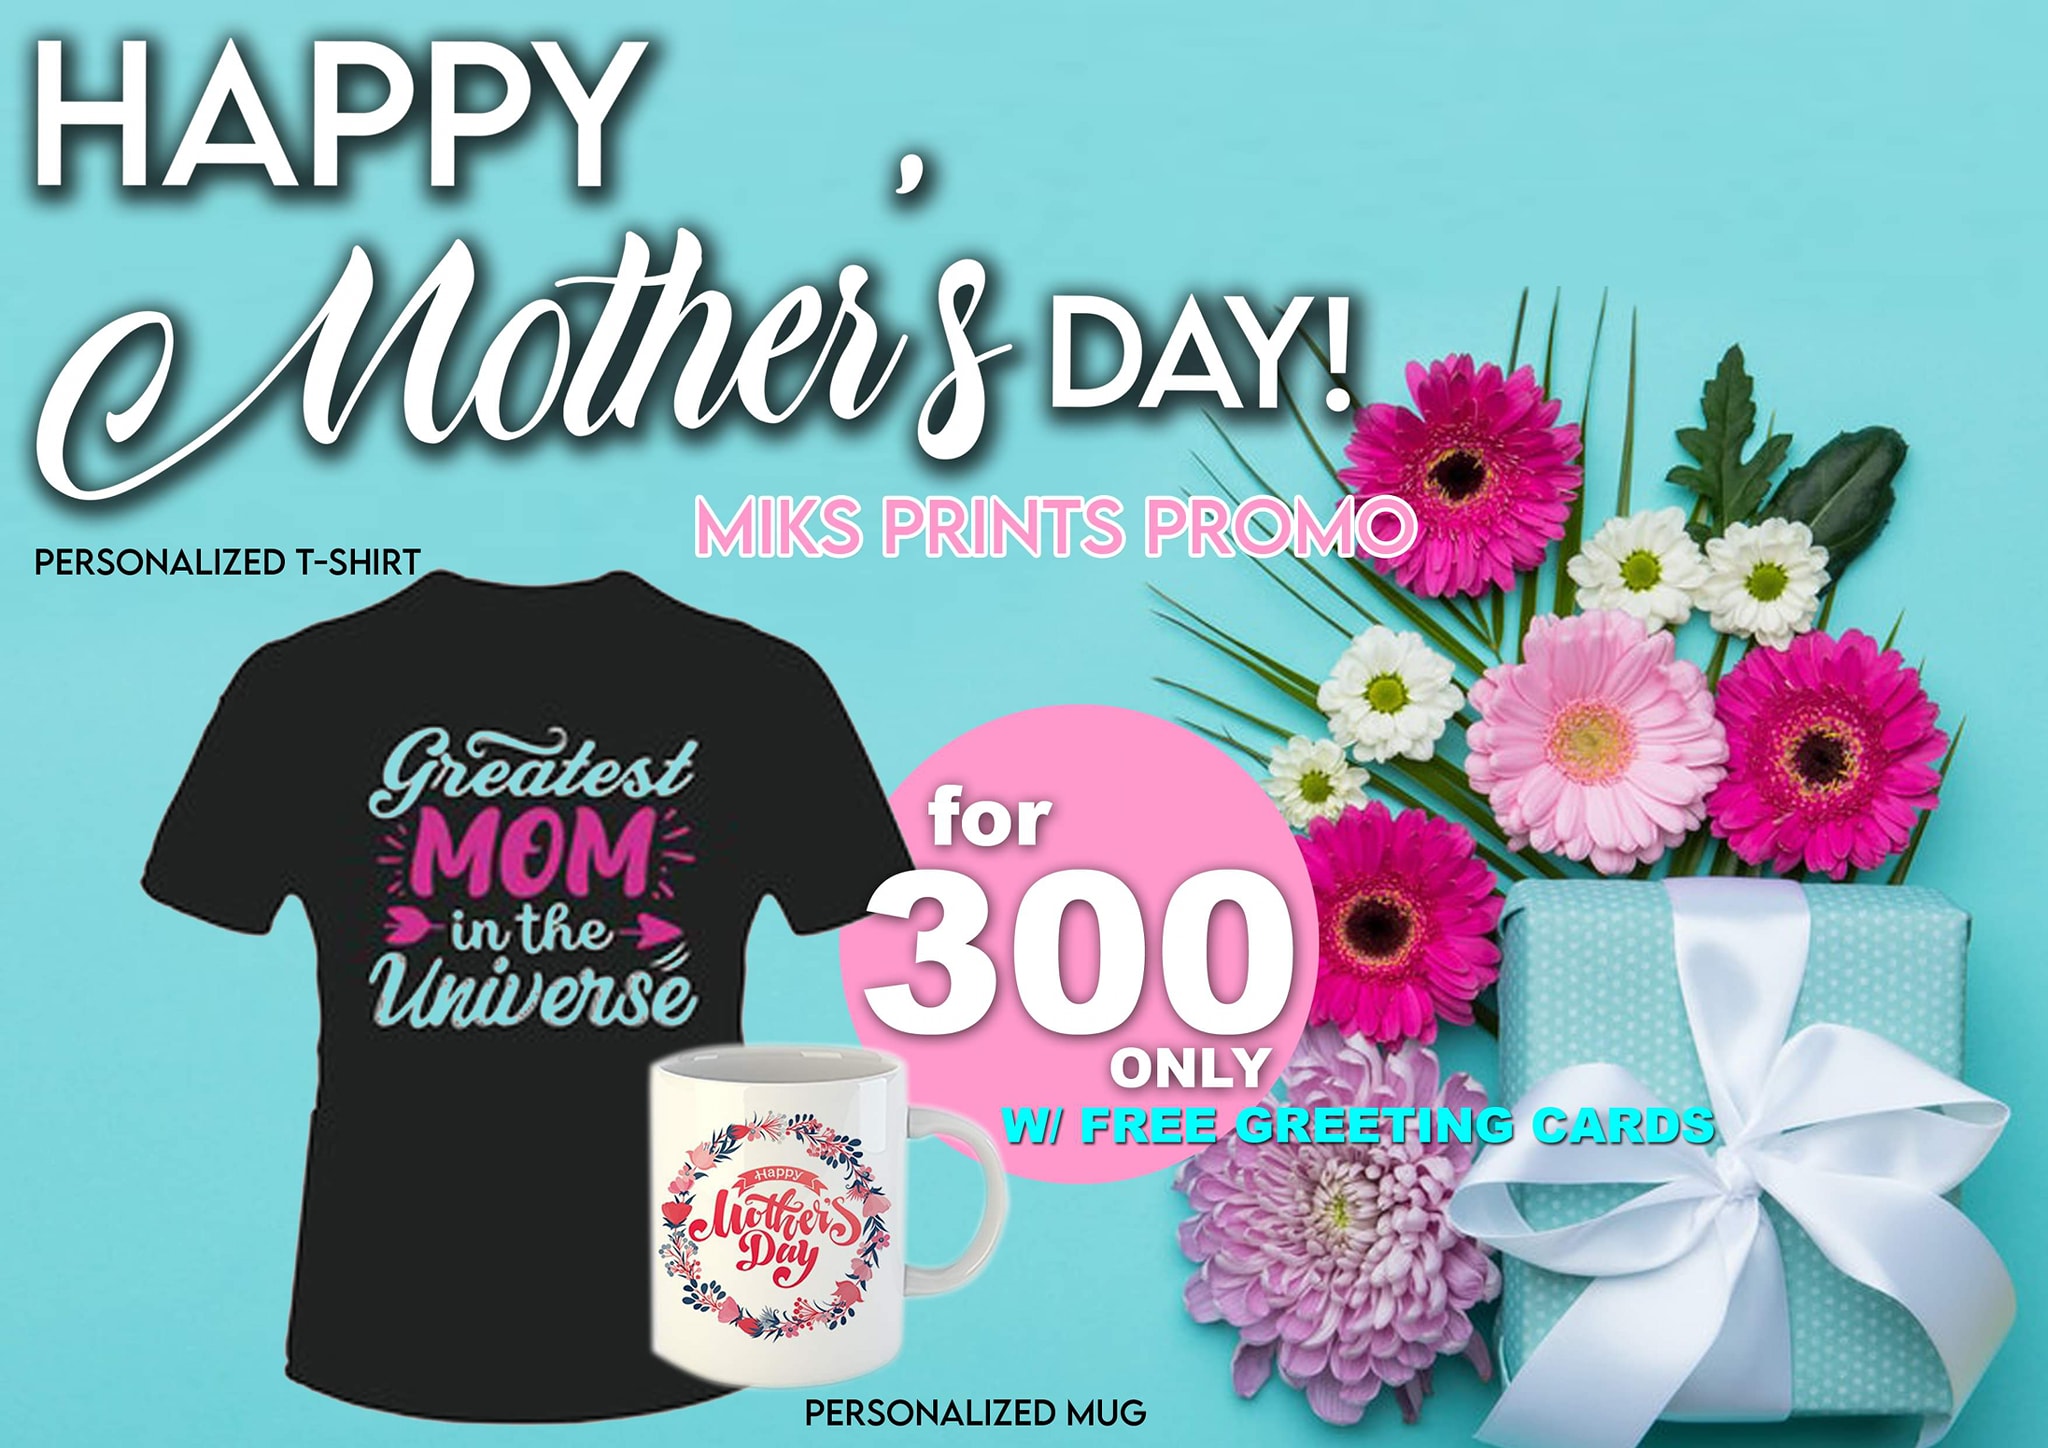 HAPPY
Mother's DAY!
MIKS PRINTS PROMO
PERSONALIZED T-SHIRT
Greatest
MOM
in the
Universe
for
300
ONLY
W/ FREE GREETING CARDS
Happy
Mother's
Day
PERSONALIZED MUG